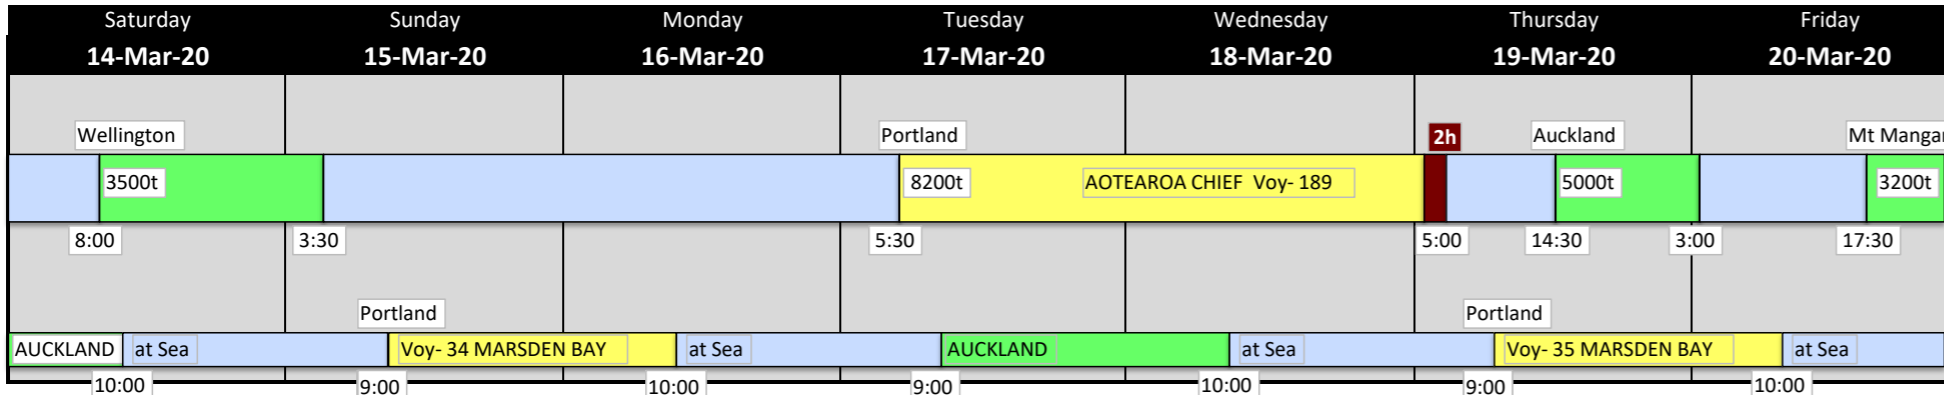 Saturday Sunday Monday Tuesday Wednesday Thursday Friday
14-Mar-20 15-Mar-20 16-Mar-20 17-Mar-20 18-Mar-20 19-Mar-20 20-Mar-20
Wellington Portland 2h Auckland Mt Mangan
3500t 8200t AOTEAROA CHIEF Voy- 189 5000t 3200t
8:00 3:30 5:30 5:00 14:30 3:00 17:30
Portland Portland
AUCKLAND at Sea Voy- 34 MARSDEN BAY at Sea AUCKLAND at Sea Voy- 35 MARSDEN BAY at Sea
10:00 9:00 10:00 9:00 10:00 9:00 10:00